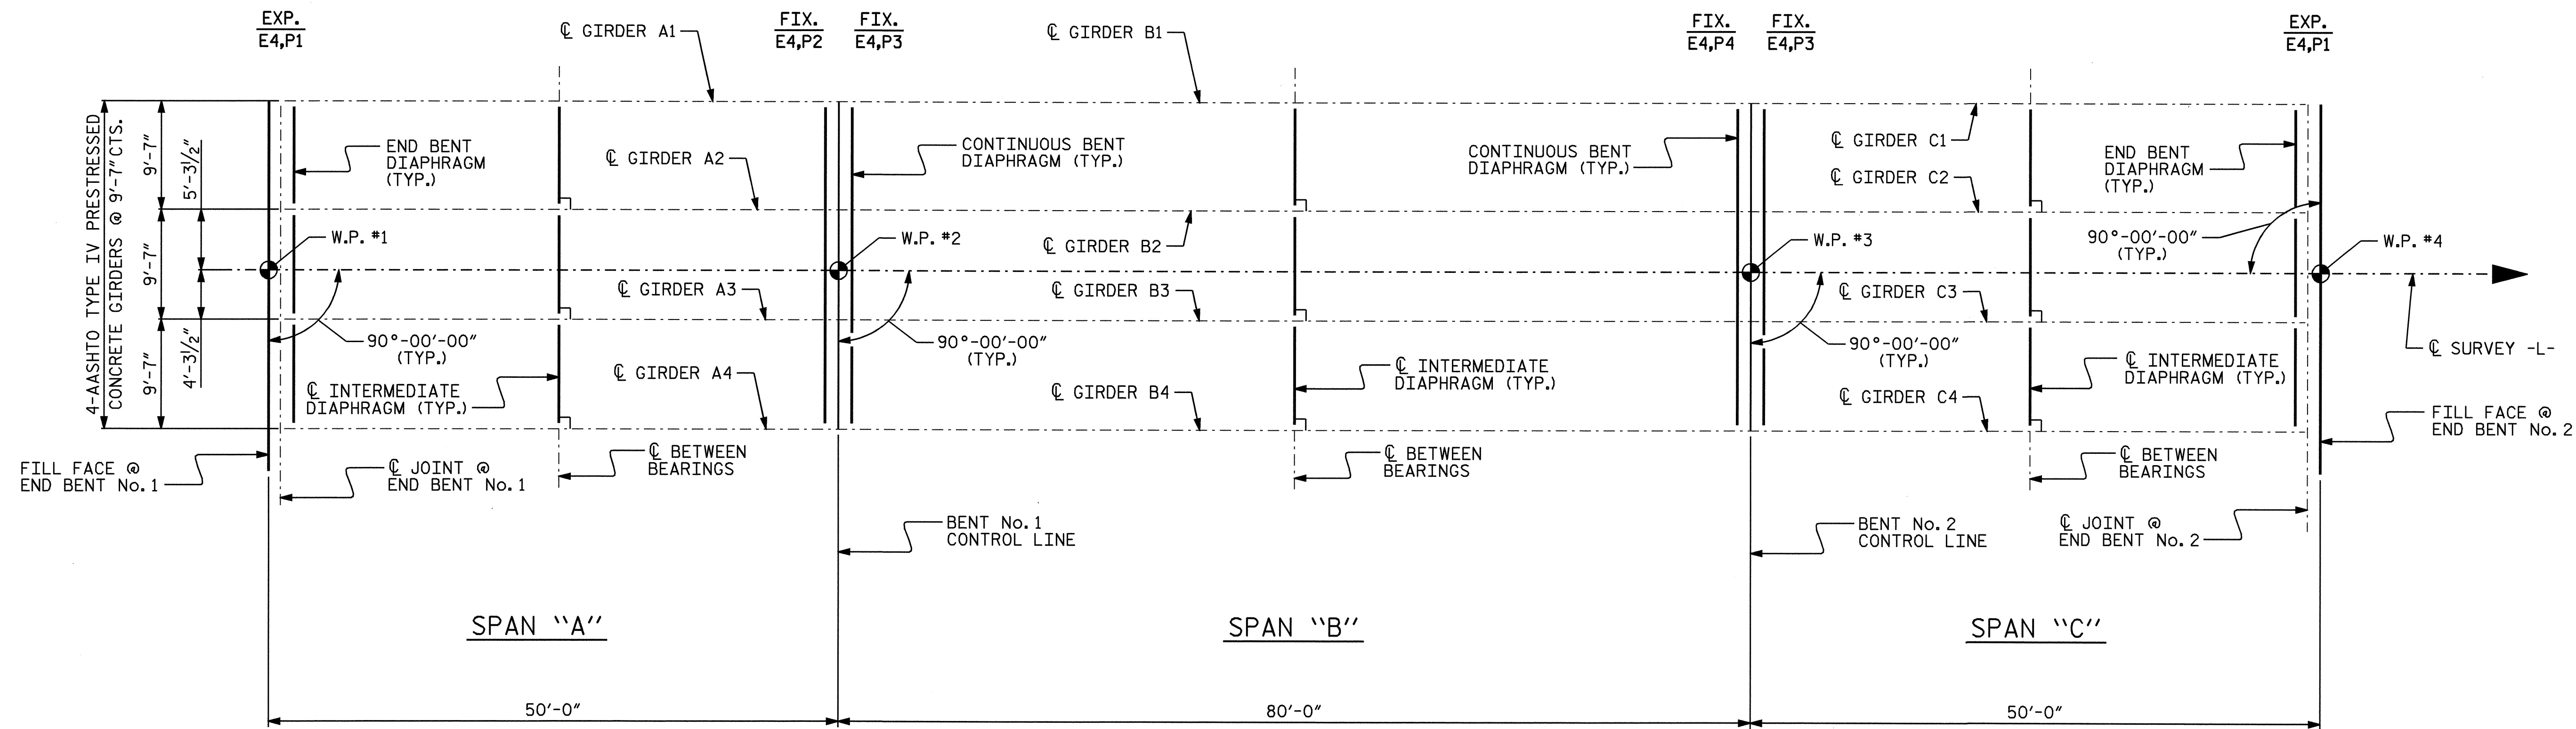 EXP.
E4,P1
FIX.
E4,P2
FIX.
E4,P3
FIX.
E4,P4
FIX.
E4,P3
EXP.
E4,P1
℄ GIRDER A1
℄ GIRDER B1
4-AASHTO TYPE IV PRESTRESSED
CONCRETE GIRDERS @ 9'-7" CTS.
9'-7"
9'-7"
9'-7"
5'-3½"
4'-3½"
END BENT
DIAPHRAGM
(TYP.)
℄ GIRDER A2
CONTINUOUS BENT
DIAPHRAGM (TYP.)
CONTINUOUS BENT
DIAPHRAGM (TYP.)
℄ GIRDER C1
℄ GIRDER C2
END BENT
DIAPHRAGM
(TYP.)
W.P. #1
W.P. #2
℄ GIRDER B2
W.P. #3
90°-00'-00"
(TYP.)
W.P. #4
℄ GIRDER A3
℄ GIRDER B3
℄ GIRDER C3
90°-00'-00"
(TYP.)
90°-00'-00"
(TYP.)
90°-00'-00"
(TYP.)
℄ SURVEY -L-
℄ INTERMEDIATE
DIAPHRAGM (TYP.)
℄ GIRDER A4
℄ GIRDER B4
℄ INTERMEDIATE
DIAPHRAGM (TYP.)
℄ GIRDER C4
℄ INTERMEDIATE
DIAPHRAGM (TYP.)
FILL FACE @
END BENT No. 2
FILL FACE @
END BENT No. 1
℄ JOINT @
END BENT No. 1
℄ BETWEEN
BEARINGS
℄ BETWEEN
BEARINGS
℄ BETWEEN
BEARINGS
BENT No. 1
CONTROL LINE
BENT No. 2
CONTROL LINE
℄ JOINT @
END BENT No. 2
SPAN "A"
SPAN "B"
SPAN "C"
50'-0"
80'-0"
50'-0"